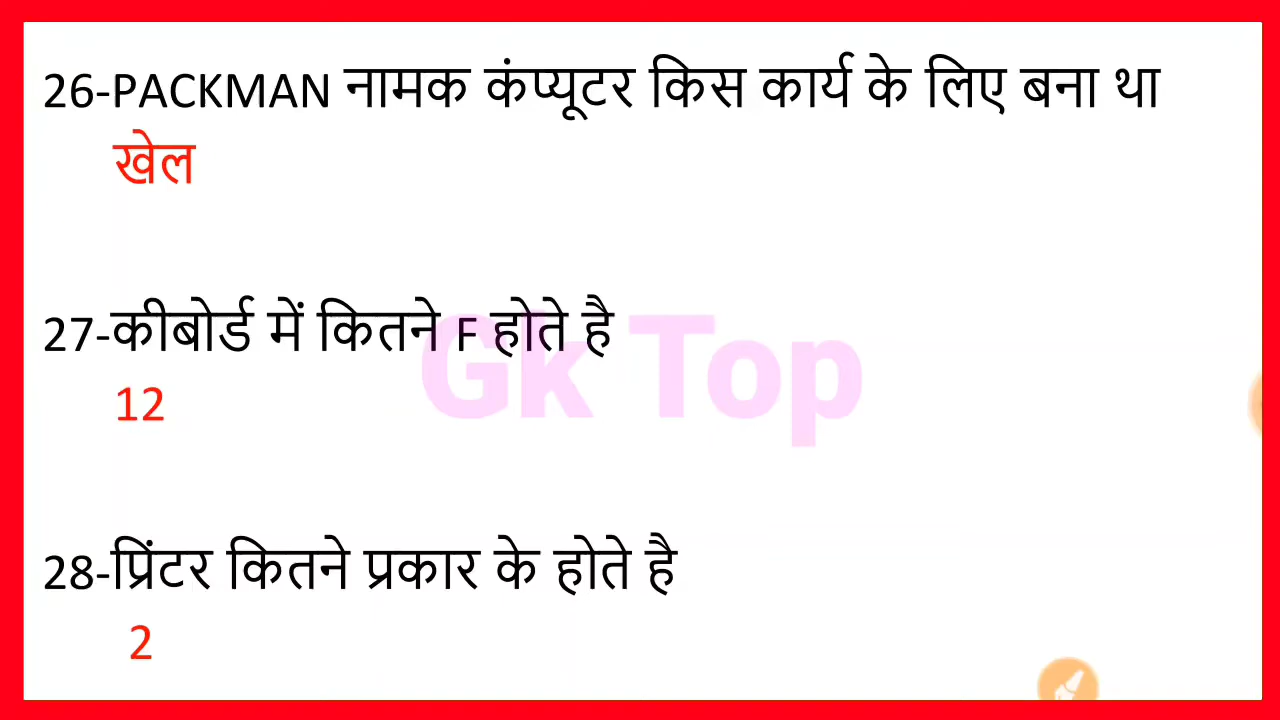 26-PACKMAN नामक कंप्यूटर किस कार्य के लिए बना था
खेल
27-कीबोर्ड में कितने F होते है
Gk Top
12
28-प्रिंटर कितने प्रकार के होते है
2